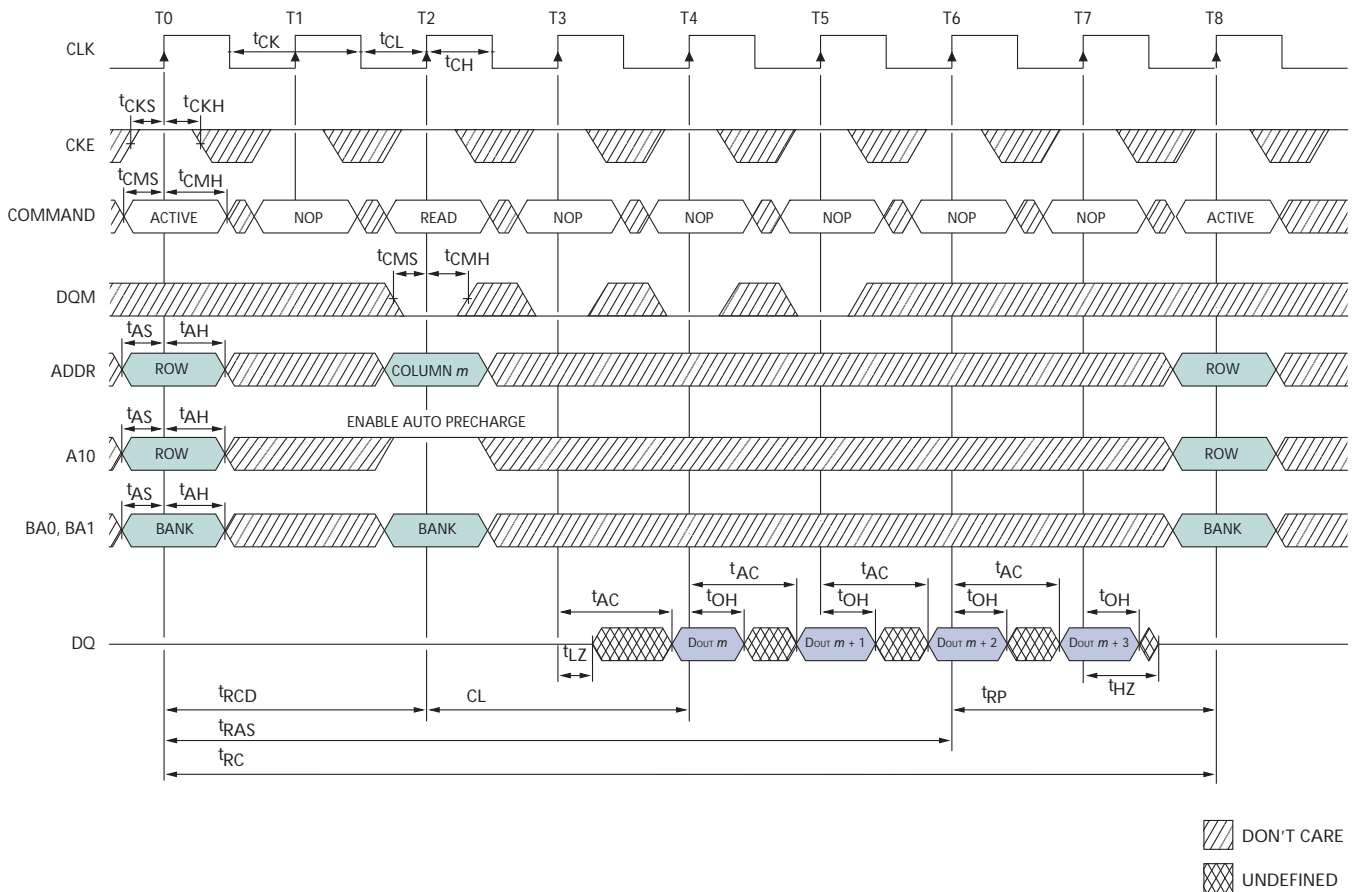 T0 T1 T2 T3 T4 T5 T6 T7 T8
CLK
tCK tCL
tCH
tCKS tCKH
CKE
tCMS tCMH
COMMAND ACTIVE NOP READ NOP NOP NOP NOP NOP ACTIVE
tCMS tCMH
DQM
tAS tAH
ADDR ROW COLUMN m ROW
ENABLE AUTO PRECHARGE
tAS tAH
A10 ROW ROW
tAS tAH
BA0, BA1 BANK BANK BANK
tAC tAC tAC
tAC tOH tOH tOH tOH
DQ DOUT m DOUT m + 1 DOUT m + 2 DOUT m + 3
tLZ
tHZ
tRCD CL tRP
tRAS
tRC
DON'T CARE
UNDEFINED